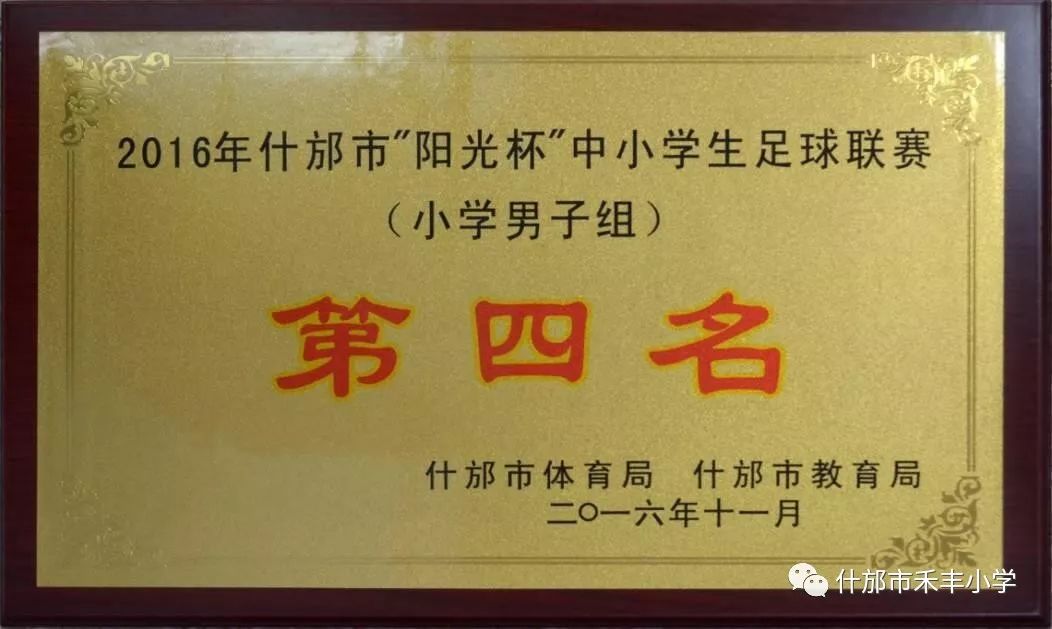 2016年什邡市"阳光杯"中小学生足球联赛
（小学男子组）
第四名
什邡市体育局 什邡市教育局
二〇一六年十一月
什邡市禾丰小学